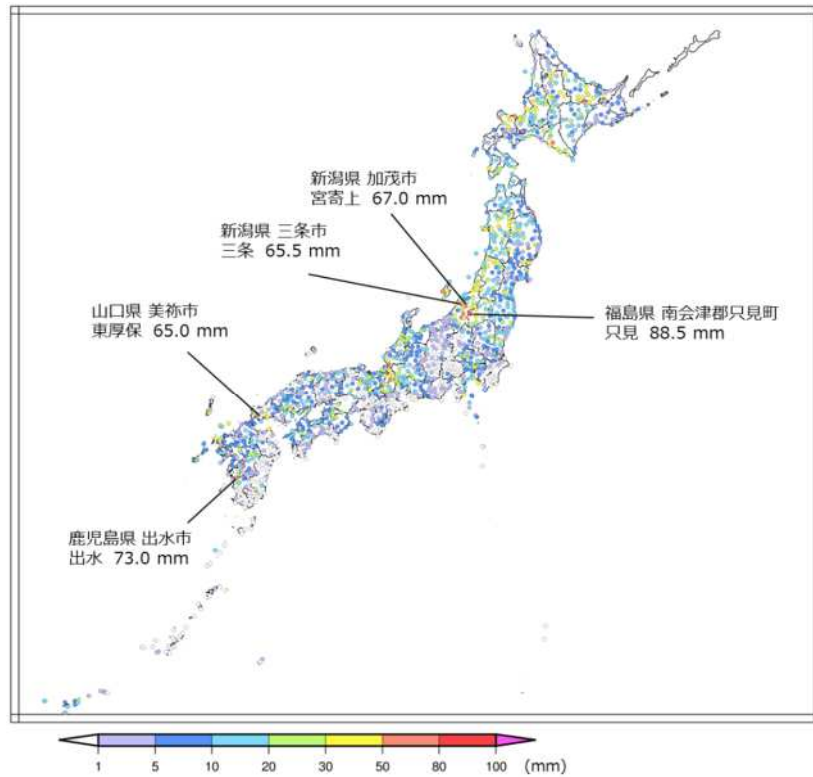 新潟県 加茂市
宮寄上 67.0 mm
新潟県 三条市
三条 65.5 mm
山口県 美祢市
東厚保 65.0 mm
福島県 南会津郡只見町
只見 88.5 mm
鹿児島県 出水市
出水 73.0 mm
1 5 10 20 30 50 80 100 (mm)